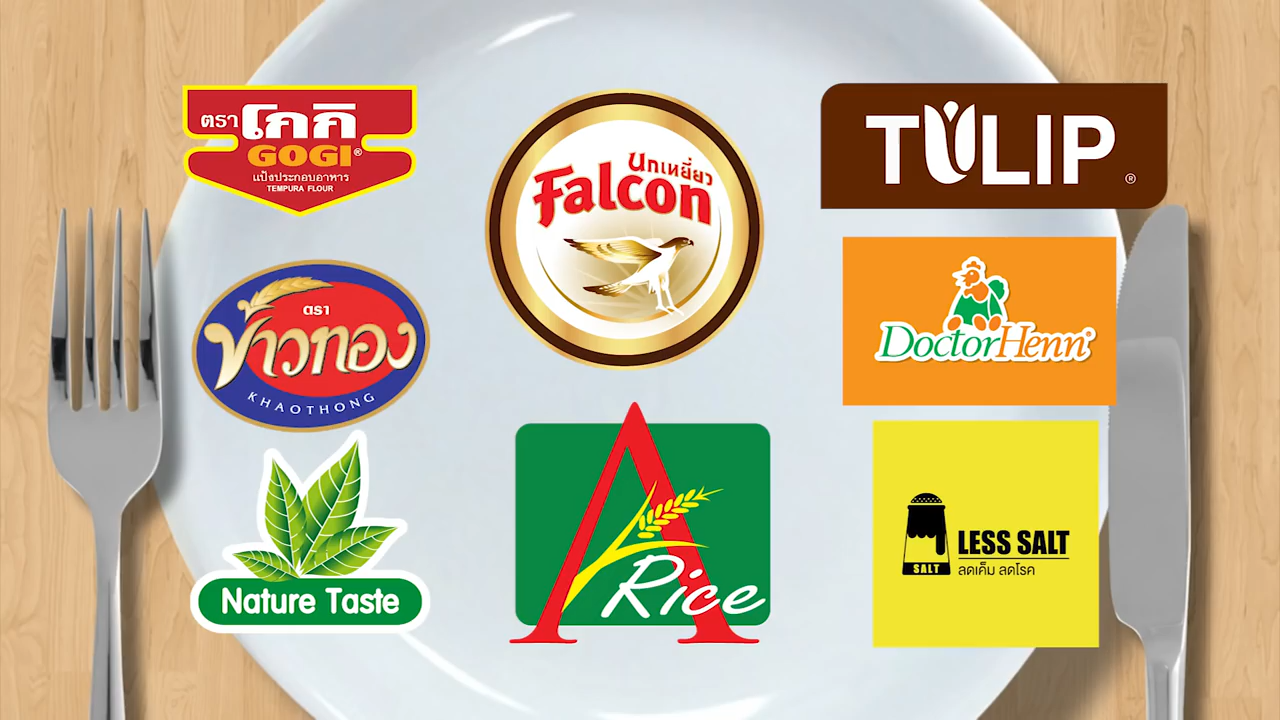 ตรา โกกิ
GOGI®
แป้งประกอบอาหาร
TEMPURA FLOUR
นกเหยี่ยว
Falcon
TULIP ®
ตรา
ข้าวทอง
KHAOTHONG
DoctorHenn®
Nature Taste
A Rice
SALT
LESS SALT
ลดเค็ม ลดโรค